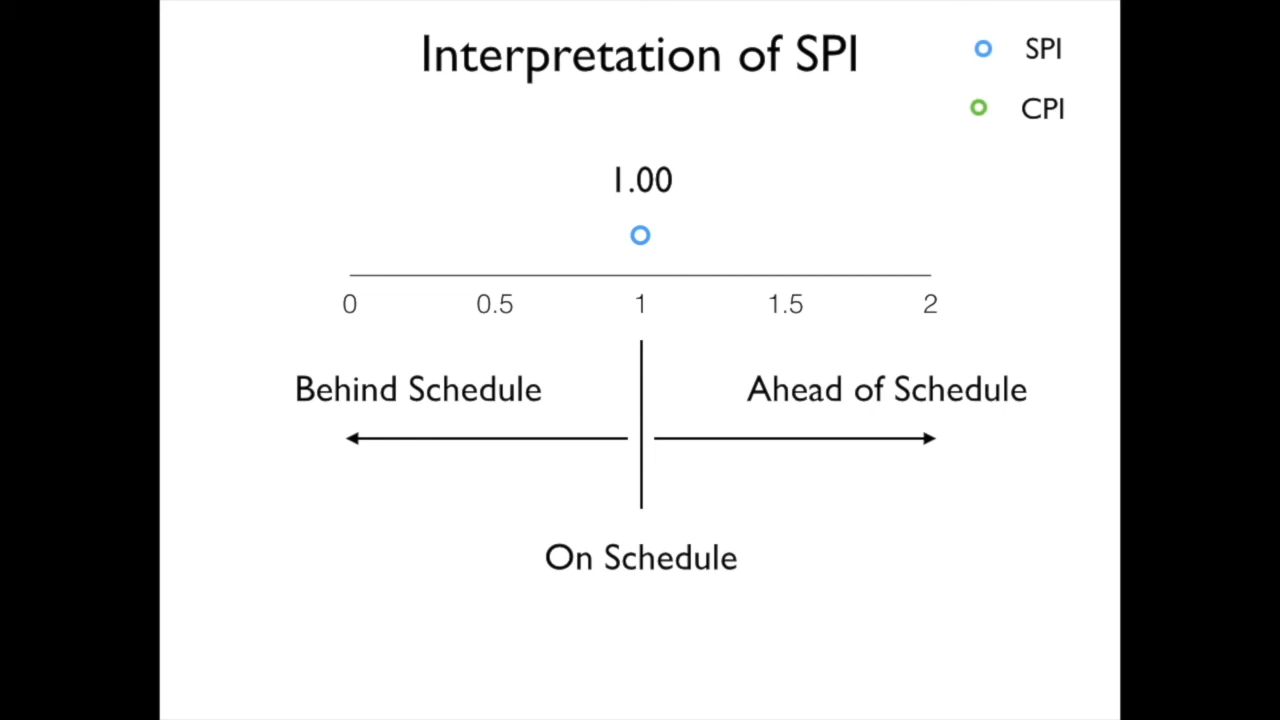 Interpretation of SPI
SPI
CPI
1.00
0 0.5 1 1.5 2
Behind Schedule
Ahead of Schedule
On Schedule